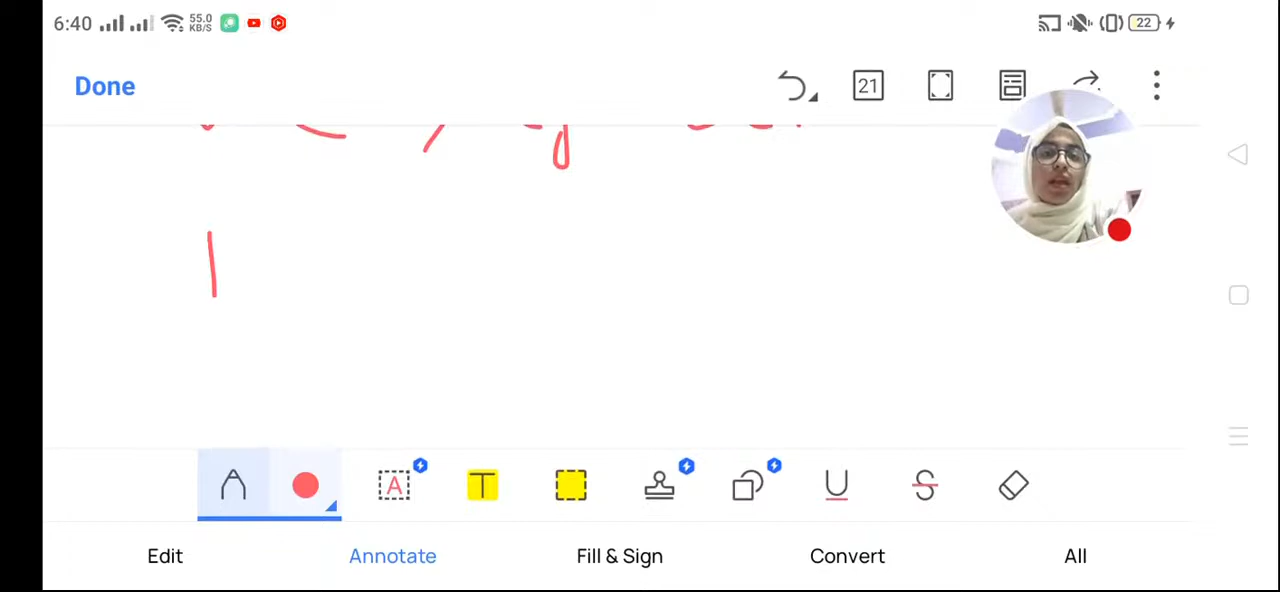 6:40 55.0 KB/S 22
Done 21
A T U S
Edit Annotate Fill & Sign Convert All